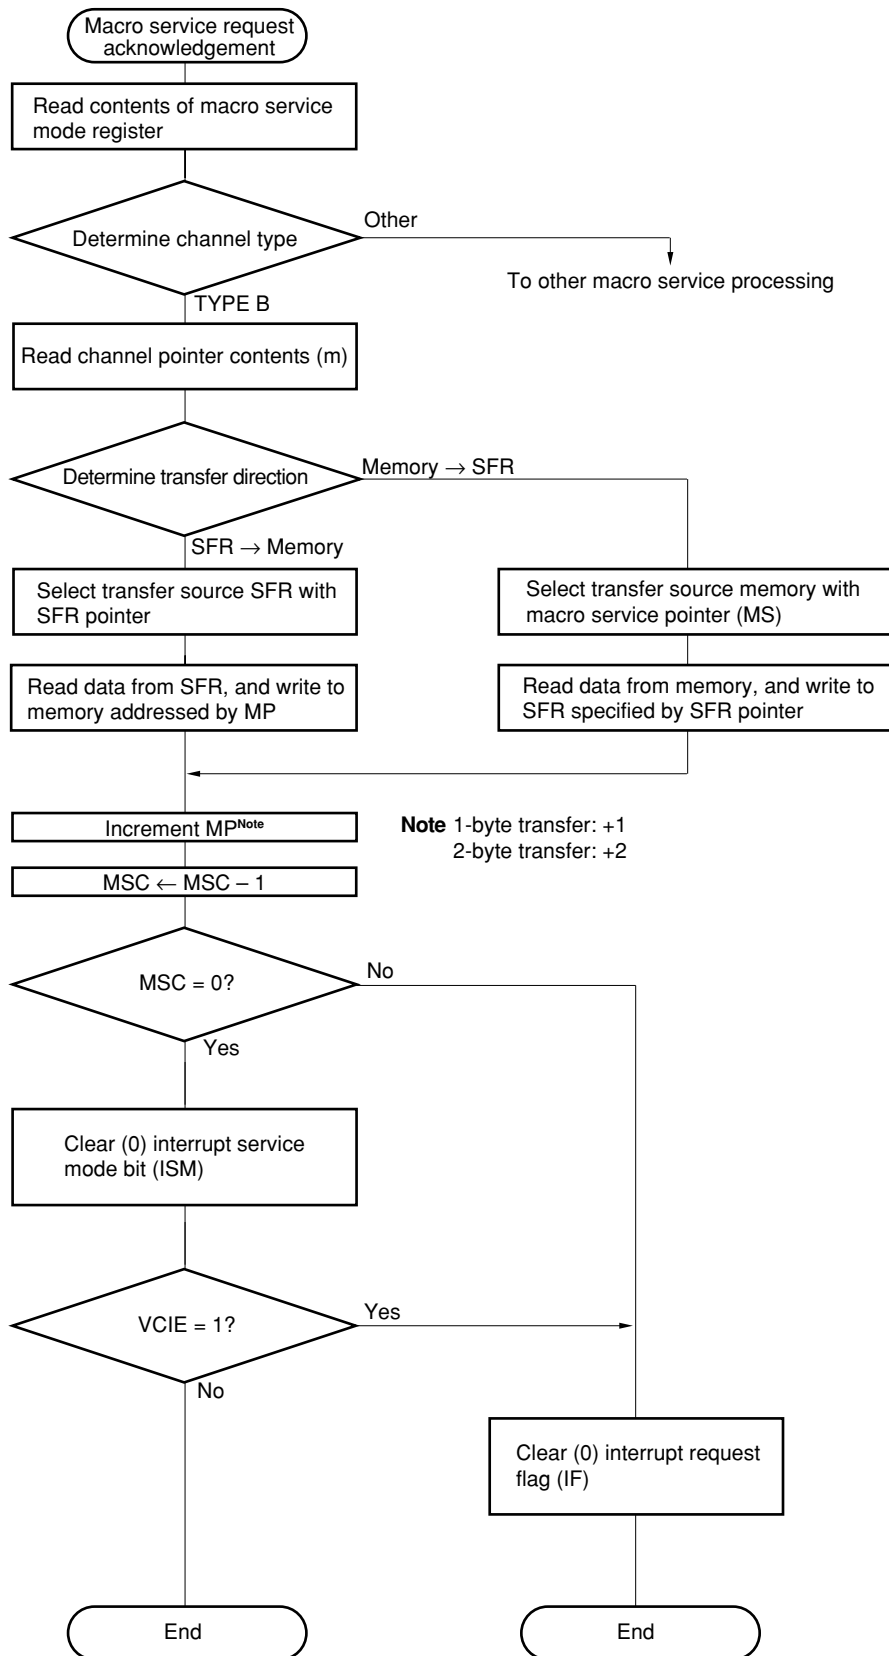 Macro service request
acknowledgement
Read contents of macro service
mode register
Determine channel type
Other
To other macro service processing
TYPE B
Read channel pointer contents (m)
Determine transfer direction
Memory → SFR
SFR → Memory
Select transfer source SFR with
SFR pointer
Select transfer source memory with
macro service pointer (MS)
Read data from SFR, and write to
memory addressed by MP
Read data from memory, and write to
SFR specified by SFR pointer
Increment MPNote
Note 1-byte transfer: +1
2-byte transfer: +2
MSC ← MSC – 1
MSC = 0?
No
Yes
Clear (0) interrupt service
mode bit (ISM)
VCIE = 1?
Yes
No
Clear (0) interrupt request
flag (IF)
End
End